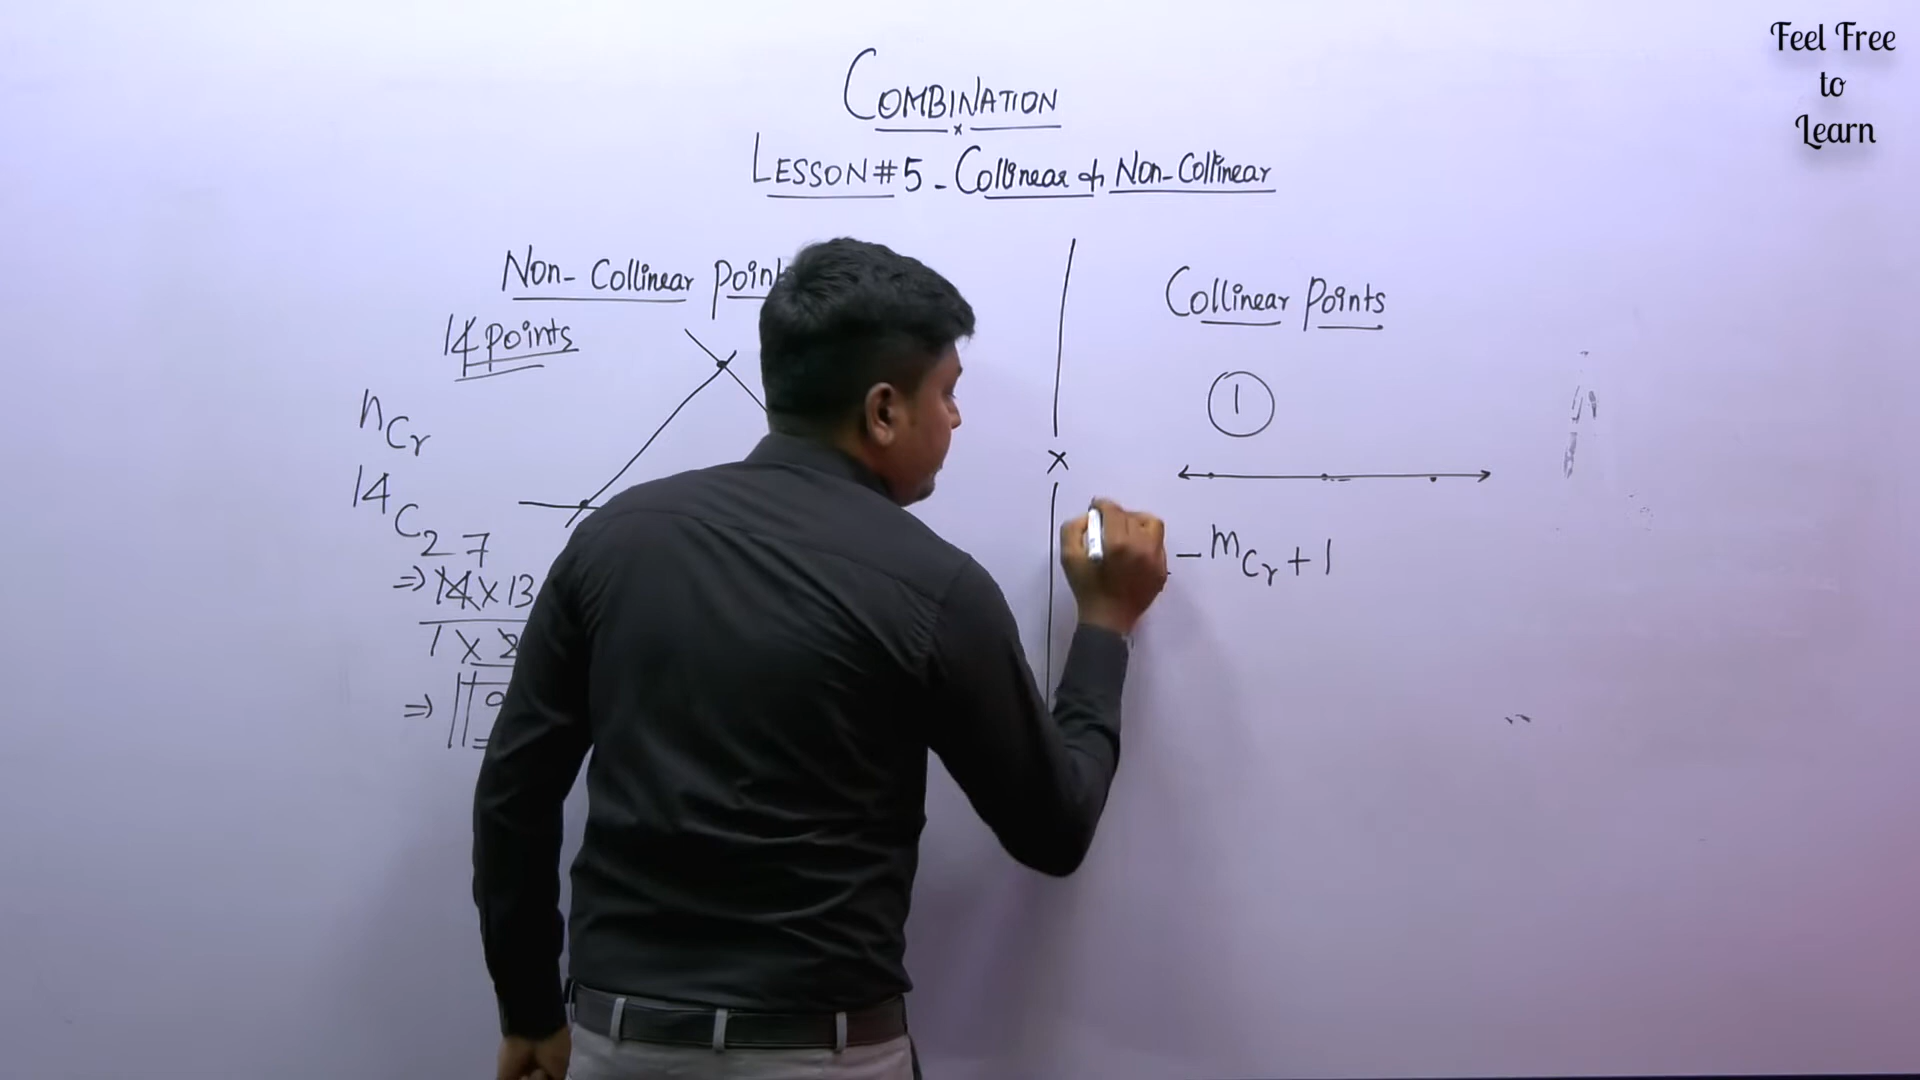 Feel Free
to
Learn
COMBINATION
LESSON # 5 - Collinear & Non-Collinear
Non-Collinear Point
14 points
nCr
14C2
7
⇒ 14 x 13
1 x 2
⇒
Collinear points
1
x
- mCr + 1